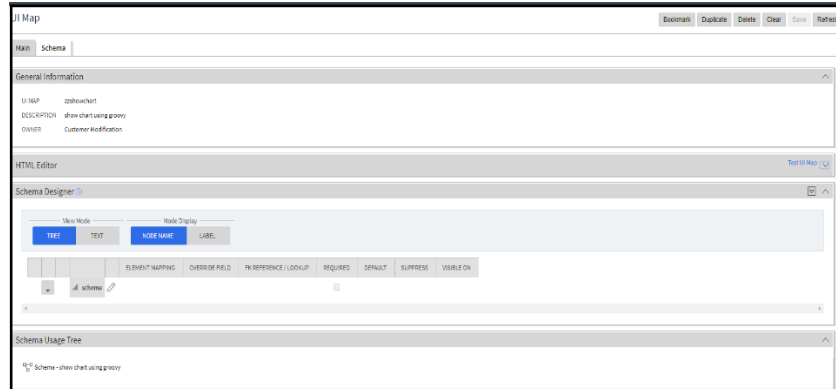 UI Map
Bookmark Duplicate Delete Clear Save Refresh
Main Schema
General Information
UI MAP zzshowchart
DESCRIPTION show chart using groovy
OWNER Customer Modification
HTML Editor
Test UI Map
Schema Designer
View Mode Node Display
TREE TEXT NODE NAME LABEL
ELEMENT MAPPING OVERRIDE FIELD FK REFERENCE / LOOKUP REQUIRED DEFAULT SUPPRESS VISIBLE ON
schema
Schema Usage Tree
Schema - show chart using groovy